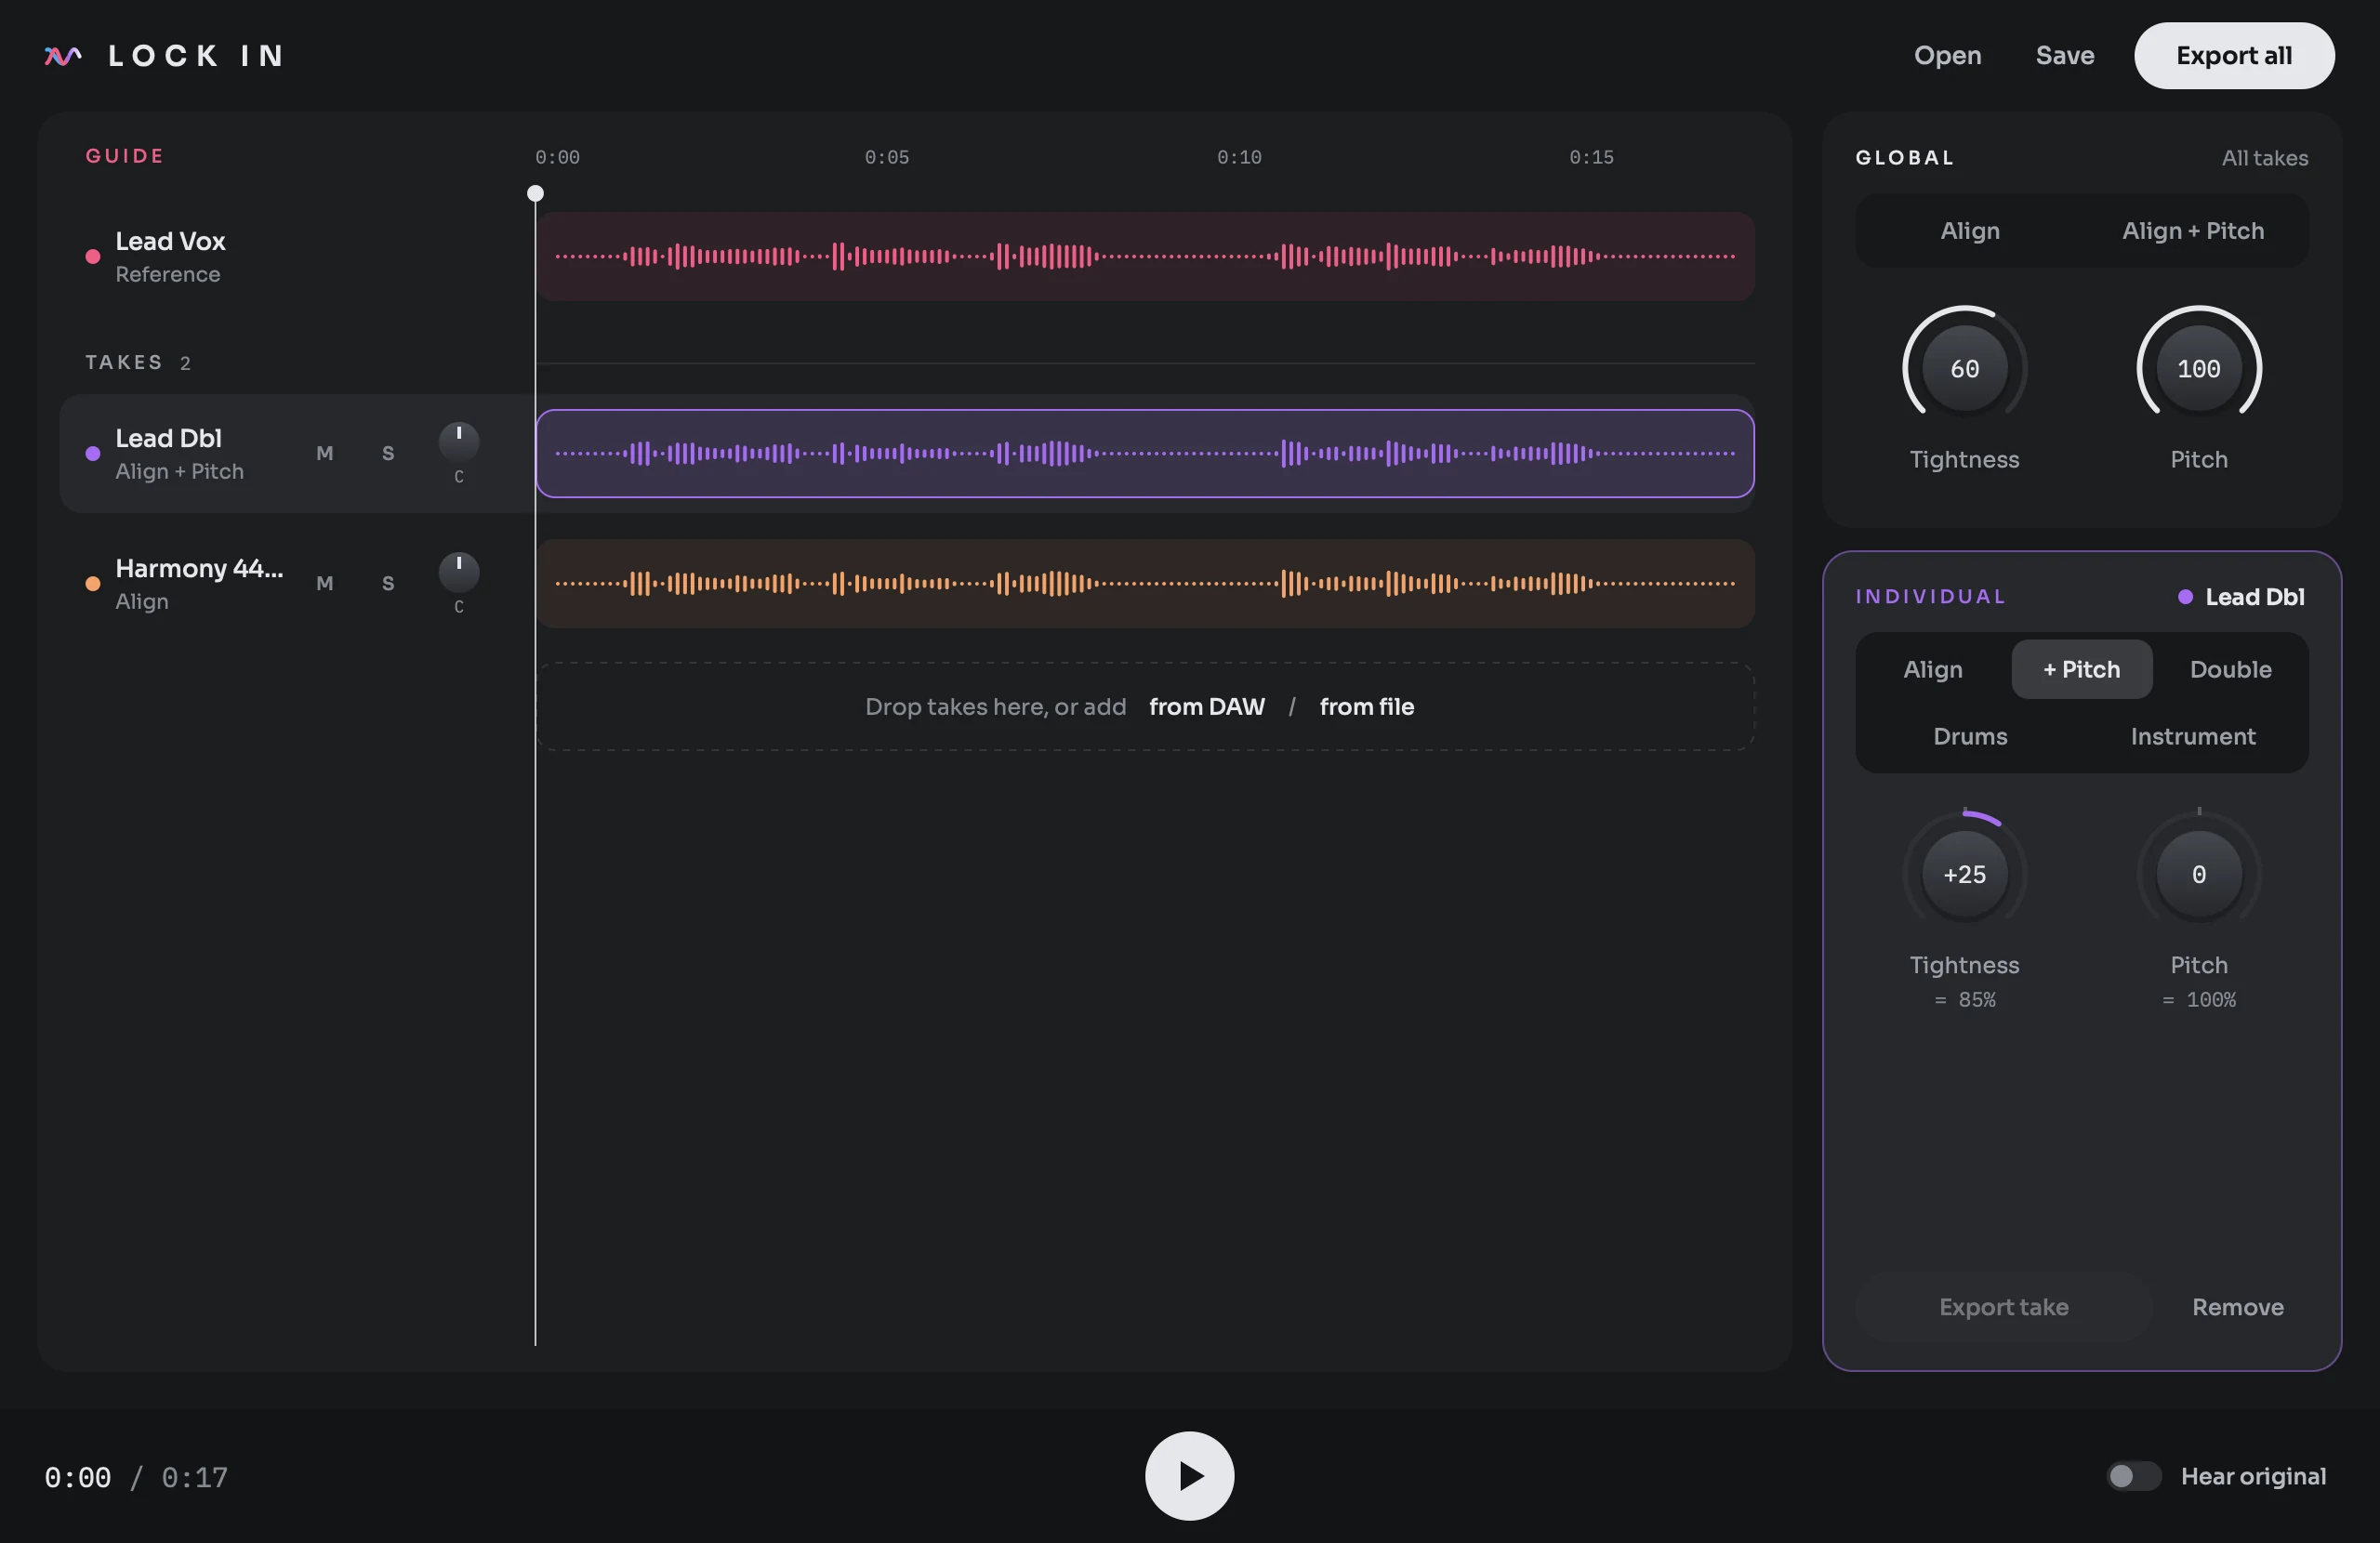 LOCK IN
Open Save Export all
GUIDE
0:00 0:05 0:10 0:15
Lead Vox
Reference
TAKES 2
Lead Dbl
Align + Pitch
M S
C
Harmony 44...
Align
M S
C
Drop takes here, or add from DAW / from file
GLOBAL All takes
Align Align + Pitch
60 100
Tightness Pitch
INDIVIDUAL Lead Dbl
Align + Pitch Double
Drums Instrument
+25 0
Tightness Pitch
= 85% = 100%
Export take Remove
0:00 / 0:17
Hear original